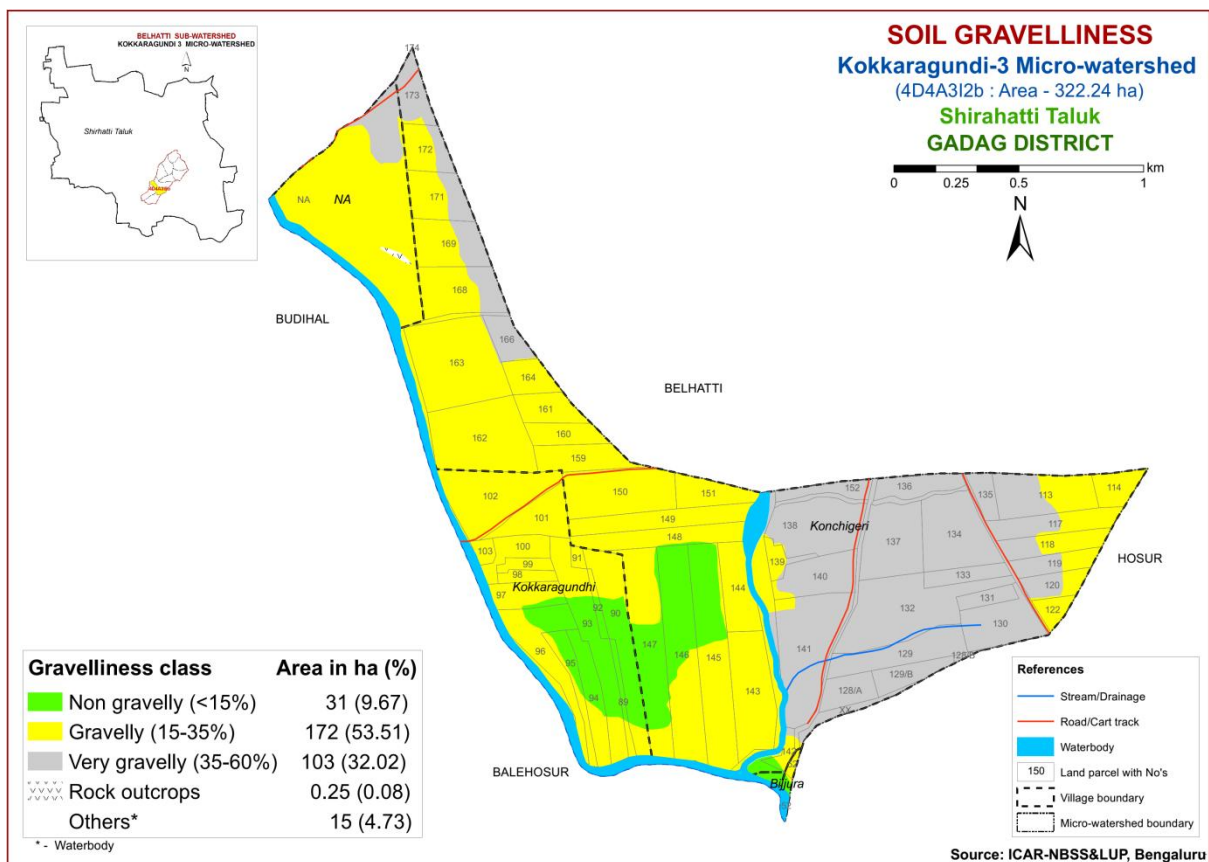 BELHATTI SUB-WATERSHED
KOKKARAGUNDI 3 MICRO-WATERSHED
N
Shirhatti Taluk
4D4A3I2b
SOIL GRAVELLINESS
Kokkaragundi-3 Micro-watershed
(4D4A3I2b : Area - 322.24 ha)
Shirahatti Taluk
GADAG DISTRICT
km
0 0.25 0.5 1
N
174
173
172
NA NA 171
169
168
BUDIHAL
166
163
164
BELHATTI
161
162 160
159
102 150 151 152 136 135 113 114
101 149 138 Konchigeri 134 117
103 100 91 148 137 118
99 139 HOSUR
98 140 133 119
Kokkaragundhi 144 120
97 92 90 131
93 132 122
147 130
96 95 146 145 141 129 128/B
94 89 143 128/A 129/B
XX
142
BALEHOSUR
Bijjura
Gravelliness class Area in ha (%)
Non gravelly (<15%) 31 (9.67)
Gravelly (15-35%) 172 (53.51)
Very gravelly (35-60%) 103 (32.02)
Rock outcrops 0.25 (0.08)
Others* 15 (4.73)
* - Waterbody
References
Stream/Drainage
Road/Cart track
Waterbody
150 Land parcel with No's
Village boundary
Micro-watershed boundary
Source: ICAR-NBSS&LUP, Bengaluru